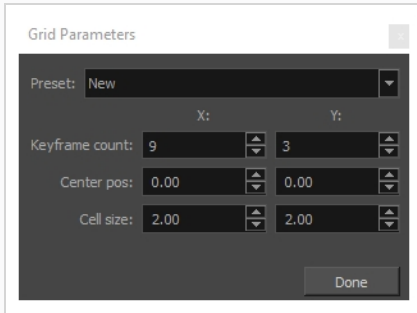 Grid Parameters
x
Preset: New
X: Y:
Keyframe count: 9 3
Center pos: 0.00 0.00
Cell size: 2.00 2.00
Done